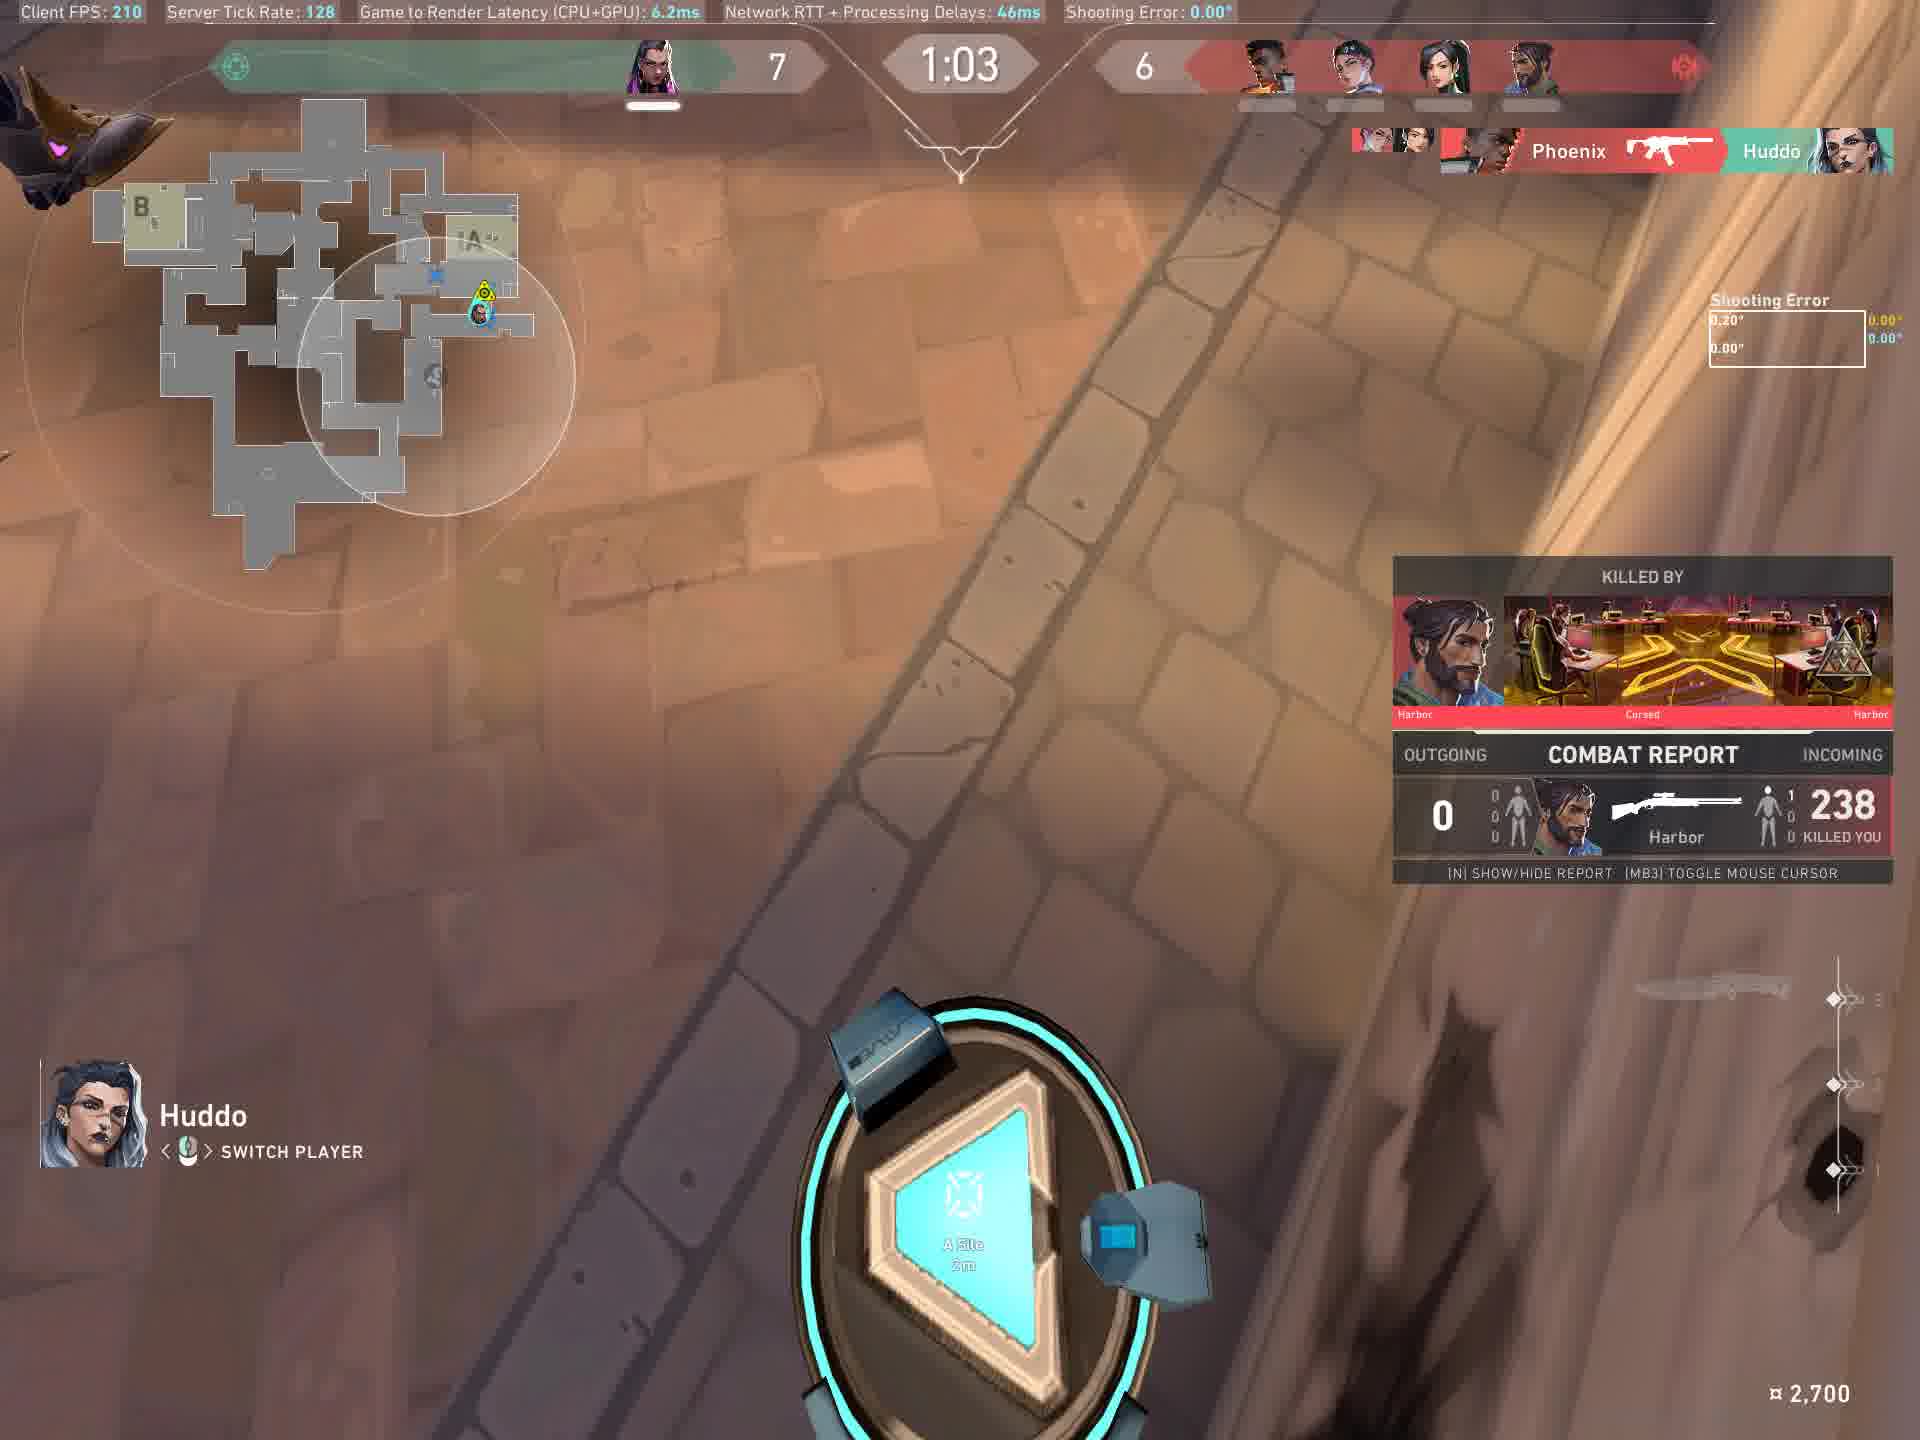 Client FPS: 210 Server Tick Rate: 128 Game to Render Latency (CPU+GPU): 6.2ms Network RTT + Processing Delays: 46ms Shooting Error: 0.00°
7 1:03 6
Phoenix Huddo
B
A
Shooting Error
0.20° 0.00°
0.00° 0.00°
KILLED BY
Harbor Cursed Harbor
OUTGOING COMBAT REPORT INCOMING
0 0 0 0 Harbor 1 0 0 238 KILLED YOU
[N] SHOW/HIDE REPORT [MB3] TOGGLE MOUSE CURSOR
Huddo
< > SWITCH PLAYER
A Site
2m
3
2
1
¤ 2,700